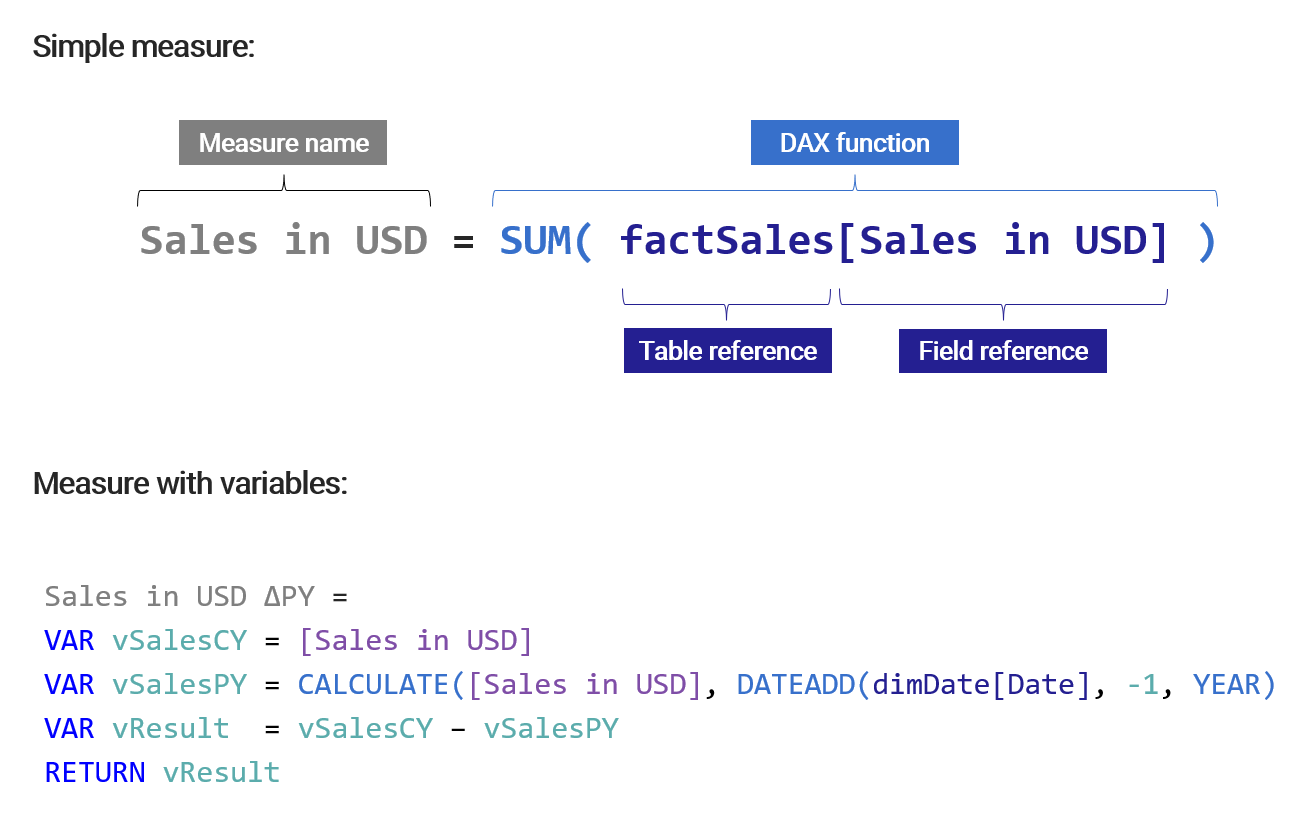 Simple measure:
Measure name
DAX function
Sales in USD = SUM( factSales[Sales in USD] )
Table reference
Field reference
Measure with variables:
Sales in USD ΔPY =
VAR vSalesCY = [Sales in USD]
VAR vSalesPY = CALCULATE([Sales in USD], DATEADD(dimDate[Date], -1, YEAR)
VAR vResult  = vSalesCY – vSalesPY
RETURN vResult